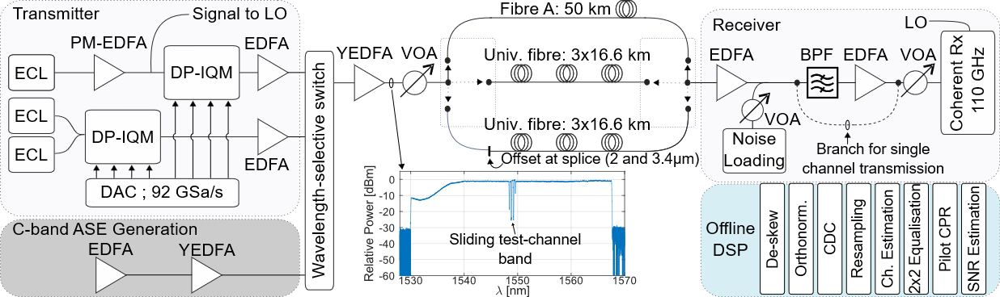 Transmitter
Signal to LO
PM-EDFA
EDFA
ECL
DP-IQM
ECL
ECL
DP-IQM
EDFA
DAC ; 92 GSa/s
C-band ASE Generation
EDFA
YEDFA
Wavelength-selective switch
YEDFA
VOA
Fibre A: 50 km
Univ. fibre: 3x16.6 km
Univ. fibre: 3x16.6 km
Offset at splice (2 and 3.4µm)
Relative Power [dBm]
0
-10
-20
-30
-40
-50
-60
Sliding test-channel
band
1530
1540
1550
1560
1570
λ [nm]
Receiver
LO
EDFA
BPF
EDFA
VOA
Coherent Rx
110 GHz
VOA
Noise
Loading
Branch for single
channel transmission
Offline
DSP
De-skew
Orthonorm.
CDC
Resampling
Ch. Estimation
2x2 Equalisation
Pilot CPR
SNR Estimation